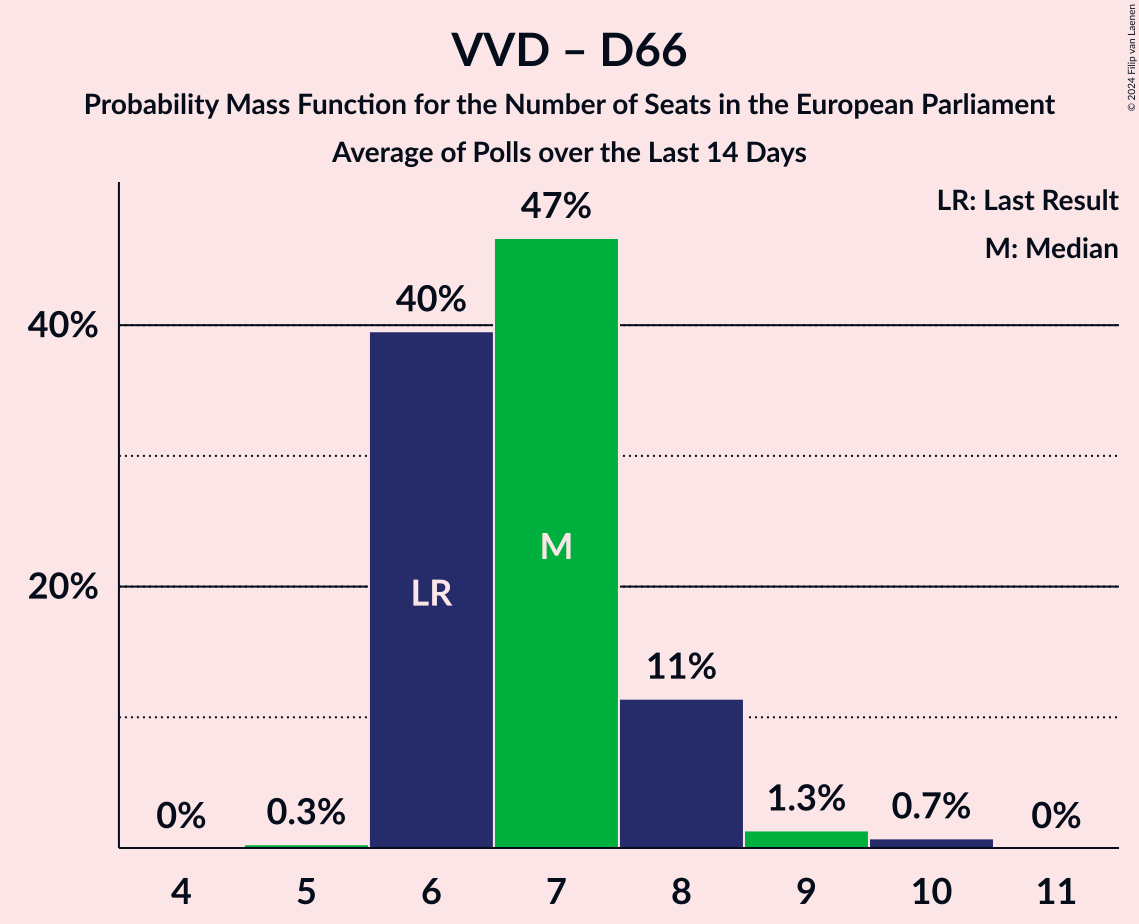 VVD – D66
Probability Mass Function for the Number of Seats in the European Parliament
Average of Polls over the Last 14 Days
© 2024 Filip van Laenen
LR: Last Result
M: Median
47%
40%
40%
M
20%
LR
11%
0%
0.3%
1.3%
0.7%
0%
4
5
6
7
8
9
10
11